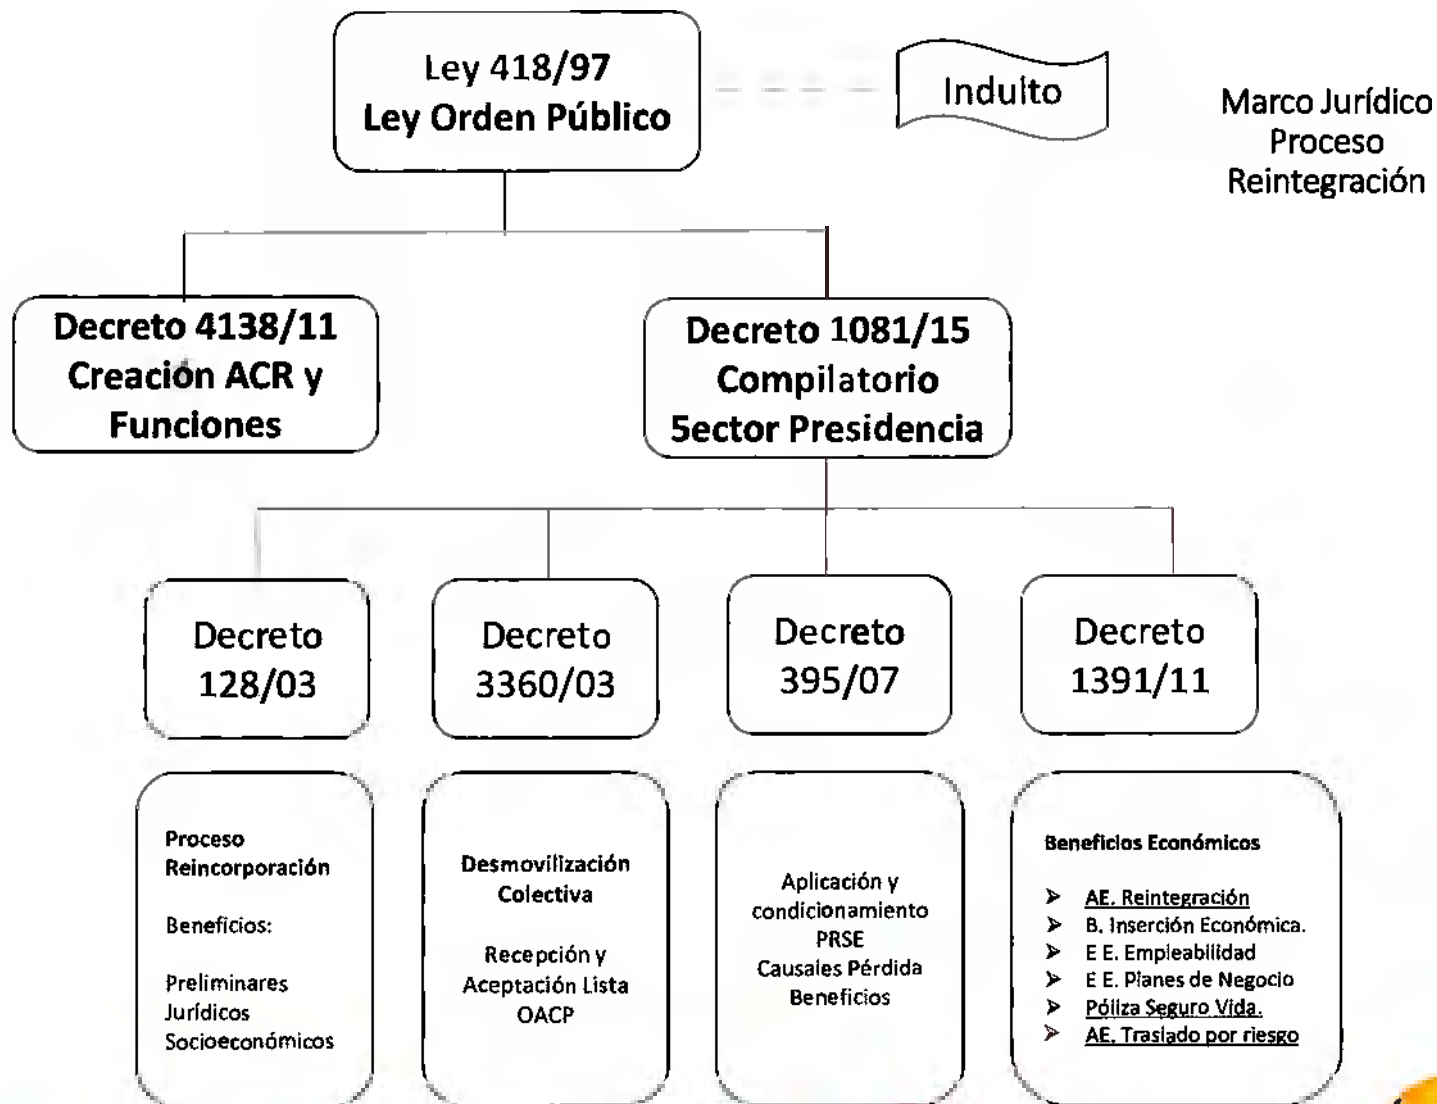 Ley 418/97
Ley Orden Público
Indulto
Marco Jurídico
Proceso
Reintegración
Decreto 4138/11
Creación ACR y
Funciones
Decreto 1081/15
Compilatorio
Sector Presidencia
Decreto
128/03
Decreto
3360/03
Decreto
395/07
Decreto
1391/11
Proceso
Reincorporación
Beneficios:
Preliminares
Jurídicos
Socioeconómicos
Desmovilización
Colectiva
Recepción y
Aceptación Lista
OACP
Aplicación y
condicionamiento
PRSE
Causales Pérdida
Beneficios
Beneficios Económicos
➤ AE. Reintegración
➤ B. Inserción Económica.
➤ E E. Empleabilidad
➤ E E. Planes de Negocio
➤ Póliza Seguro Vida.
➤ AE. Traslado por riesgo